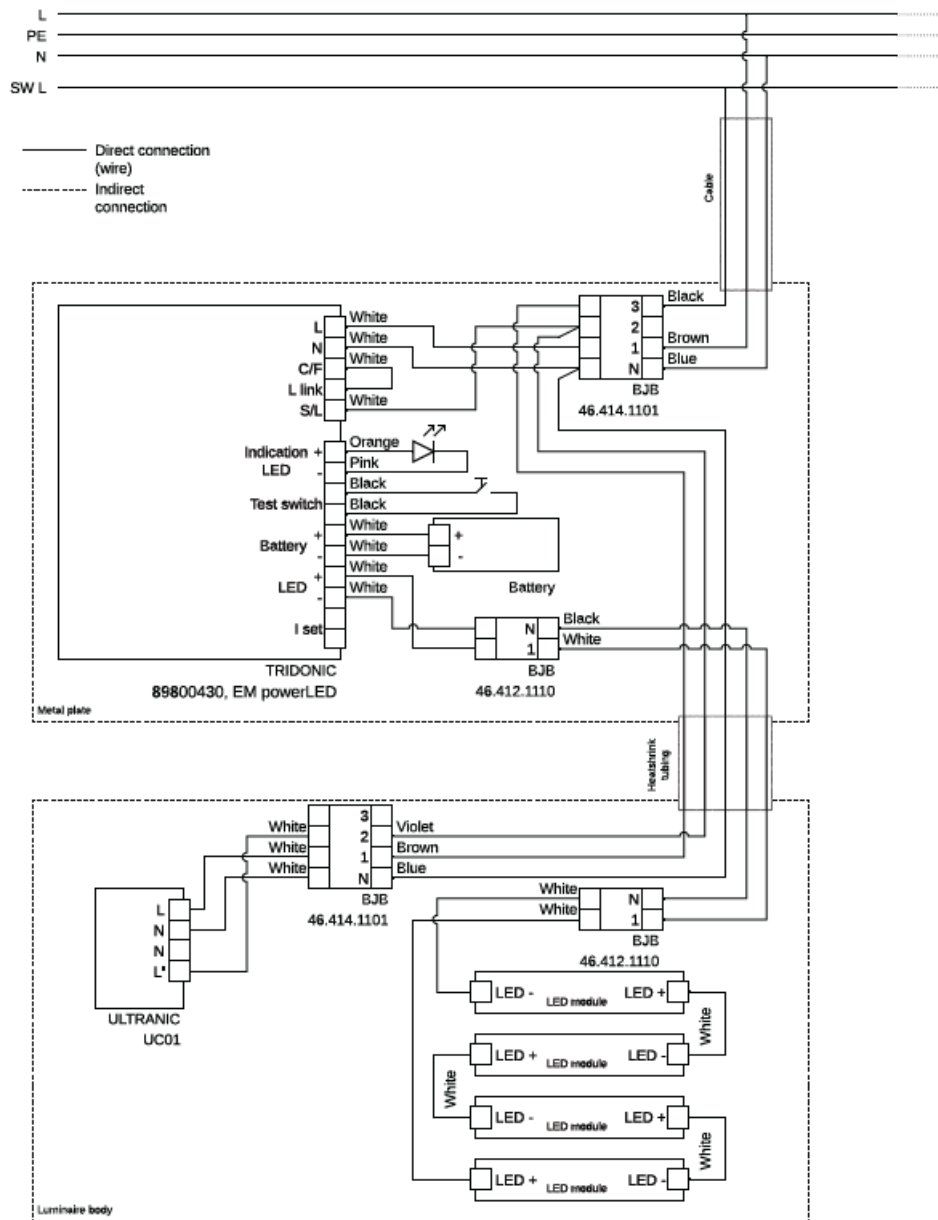 L
PE
N
SW L
Direct connection
(wire)
Indirect
connection
Cable
Black
3
2
Brown
1
Blue
N
BJB
46.414.1101
White
L
White
N
White
C/F
L link
White
S/L
Orange
Indication +
LED -
Pink
Black
Test switch
Black
White
Battery +
-
White
+
-
Battery
White
LED +
-
White
I set
Black
N
White
1
BJB
46.412.1110
TRIDONIC
89800430, EM powerLED
Metal plate
Heatshrink
tubing
3
White
2
Violet
White
1
Brown
White
N
Blue
BJB
46.414.1101
L
N
N
L'
ULTRANIC
UC01
White
N
White
1
BJB
46.412.1110
LED - LED module LED +
White
LED + LED module LED -
White
LED - LED module LED +
White
LED + LED module LED -
Luminaire body